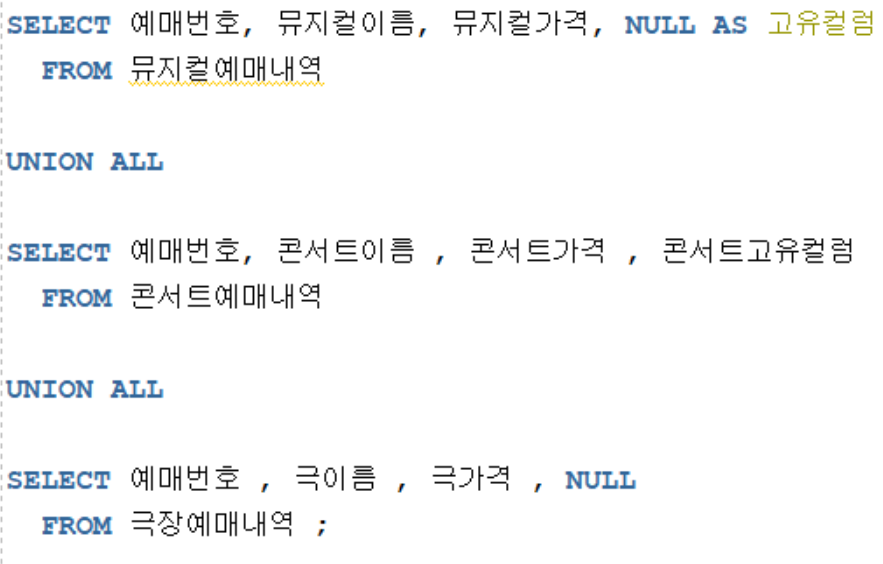 SELECT 예매번호, 뮤지컬이름, 뮤지컬가격, NULL AS 고유컬럼
FROM 뮤지컬예매내역
UNION ALL
SELECT 예매번호, 콘서트이름 , 콘서트가격 , 콘서트고유컬럼
FROM 콘서트예매내역
UNION ALL
SELECT 예매번호 , 극이름 , 극가격 , NULL
FROM 극장예매내역 ;